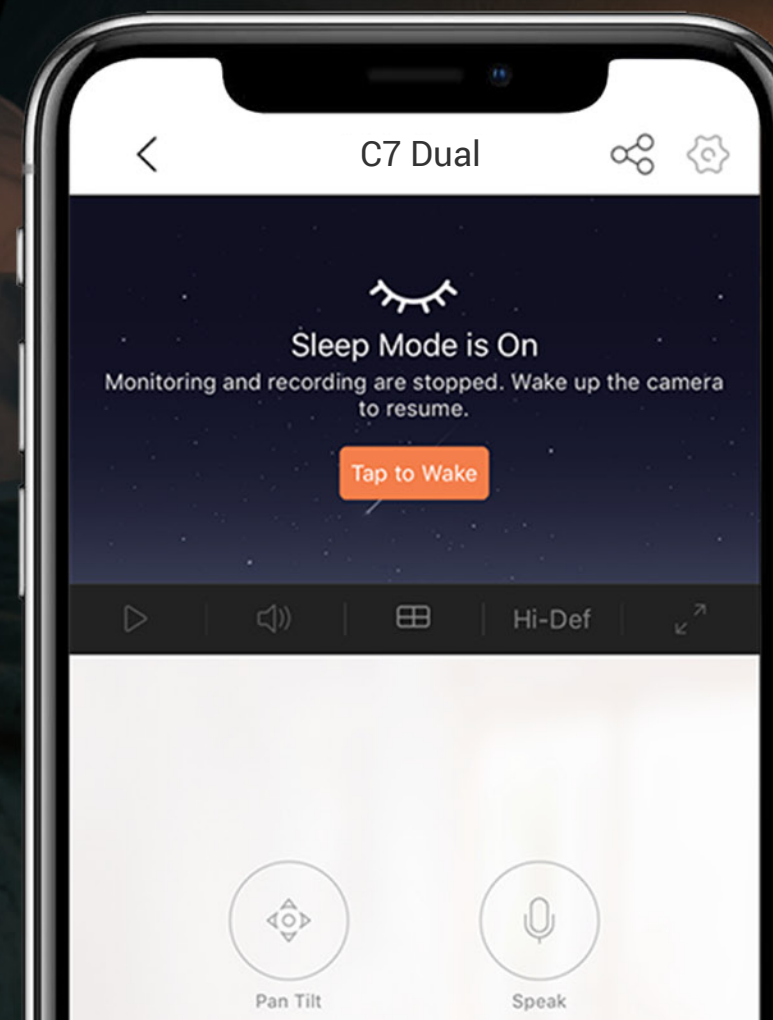 C7 Dual
Sleep Mode is On
Monitoring and recording are stopped. Wake up the camera
to resume.
Tap to Wake
Hi-Def
Pan Tilt
Speak